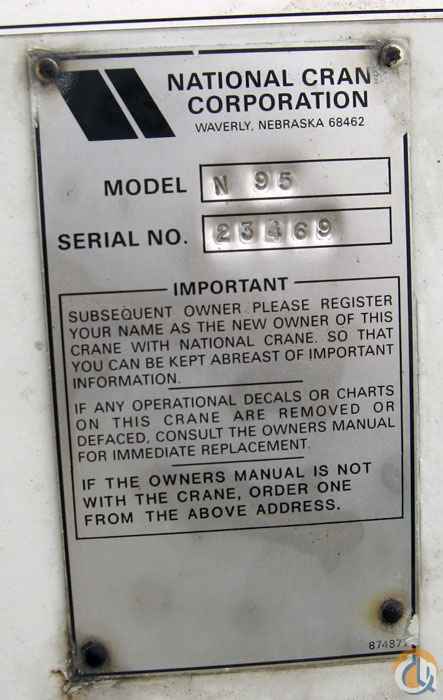 NATIONAL CRAN
CORPORATION
WAVERLY, NEBRASKA 68462
MODEL N 95
SERIAL NO. 23469
IMPORTANT
SUBSEQUENT OWNER PLEASE REGISTER
YOUR NAME AS THE NEW OWNER OF THIS
CRANE WITH NATIONAL CRANE. SO THAT
YOU CAN BE KEPT ABREAST OF IMPORTANT
INFORMATION.
IF ANY OPERATIONAL DECALS OR CHARTS
ON THIS CRANE ARE REMOVED OR
DEFACED, CONSULT THE OWNERS MANUAL
FOR IMMEDIATE REPLACEMENT.
IF THE OWNERS MANUAL IS NOT
WITH THE CRANE, ORDER ONE
FROM THE ABOVE ADDRESS.